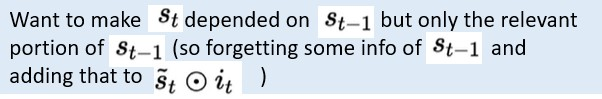 Want to make s_t depended on s_{t-1} but only the relevant
portion of s_{t-1} (so forgetting some info of s_{t-1} and
adding that to s̃_t ⊙ i_t )